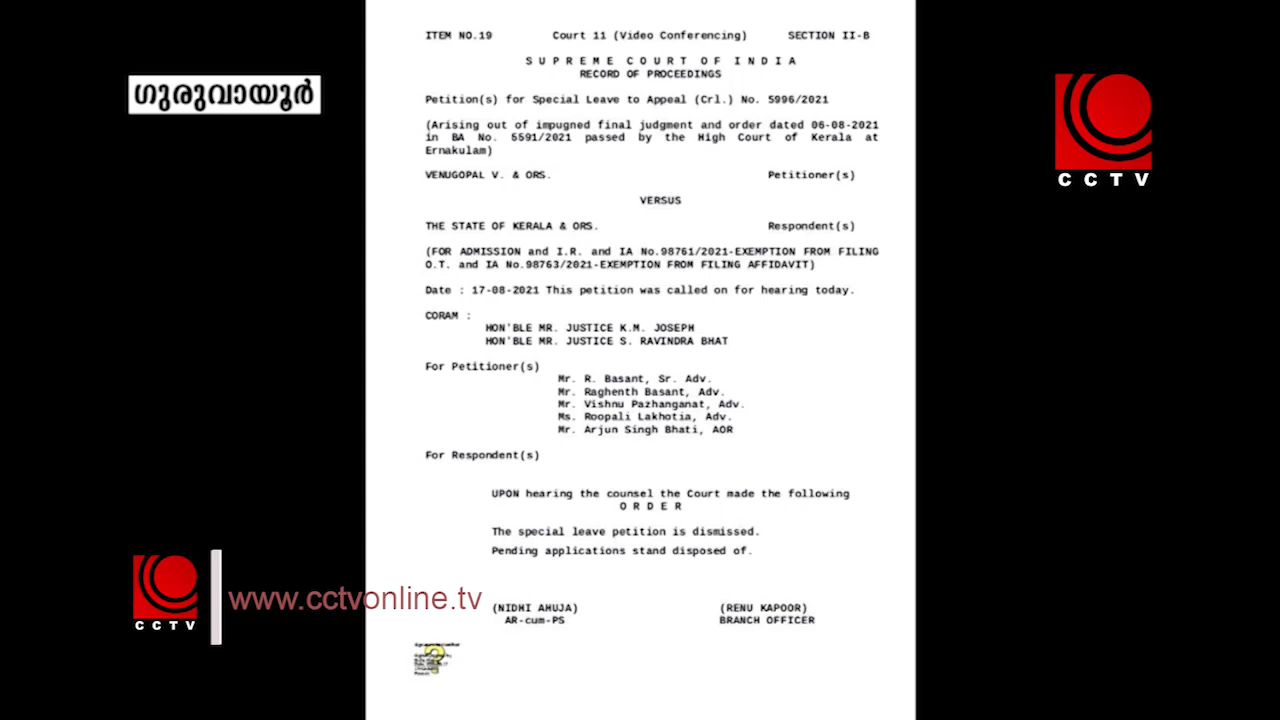 ITEM NO.19 Court 11 (Video Conferencing) SECTION II-B
S U P R E M E C O U R T O F I N D I A
RECORD OF PROCEEDINGS
ഗുരുവായൂർ
Petition(s) for Special Leave to Appeal (Crl.) No. 5996/2021
(Arising out of impugned final judgment and order dated 06-08-2021
in BA No. 5591/2021 passed by the High Court of Kerala at
Ernakulam)
CCTV
VENUGOPAL V. & ORS. Petitioner(s)
VERSUS
THE STATE OF KERALA & ORS. Respondent(s)
(FOR ADMISSION and I.R. and IA No.98761/2021-EXEMPTION FROM FILING
O.T. and IA No.98763/2021-EXEMPTION FROM FILING AFFIDAVIT)
Date : 17-08-2021 This petition was called on for hearing today.
CORAM :
HON'BLE MR. JUSTICE K.M. JOSEPH
HON'BLE MR. JUSTICE S. RAVINDRA BHAT
For Petitioner(s)
Mr. R. Basant, Sr. Adv.
Mr. Raghenth Basant, Adv.
Mr. Vishnu Pazhanganat, Adv.
Ms. Roopali Lakhotia, Adv.
Mr. Arjun Singh Bhati, AOR
For Respondent(s)
UPON hearing the counsel the Court made the following
O R D E R
The special leave petition is dismissed.
Pending applications stand disposed of.
www.cctvonline.tv
CCTV
(NIDHI AHUJA) (RENU KAPOOR)
AR-cum-PS BRANCH OFFICER